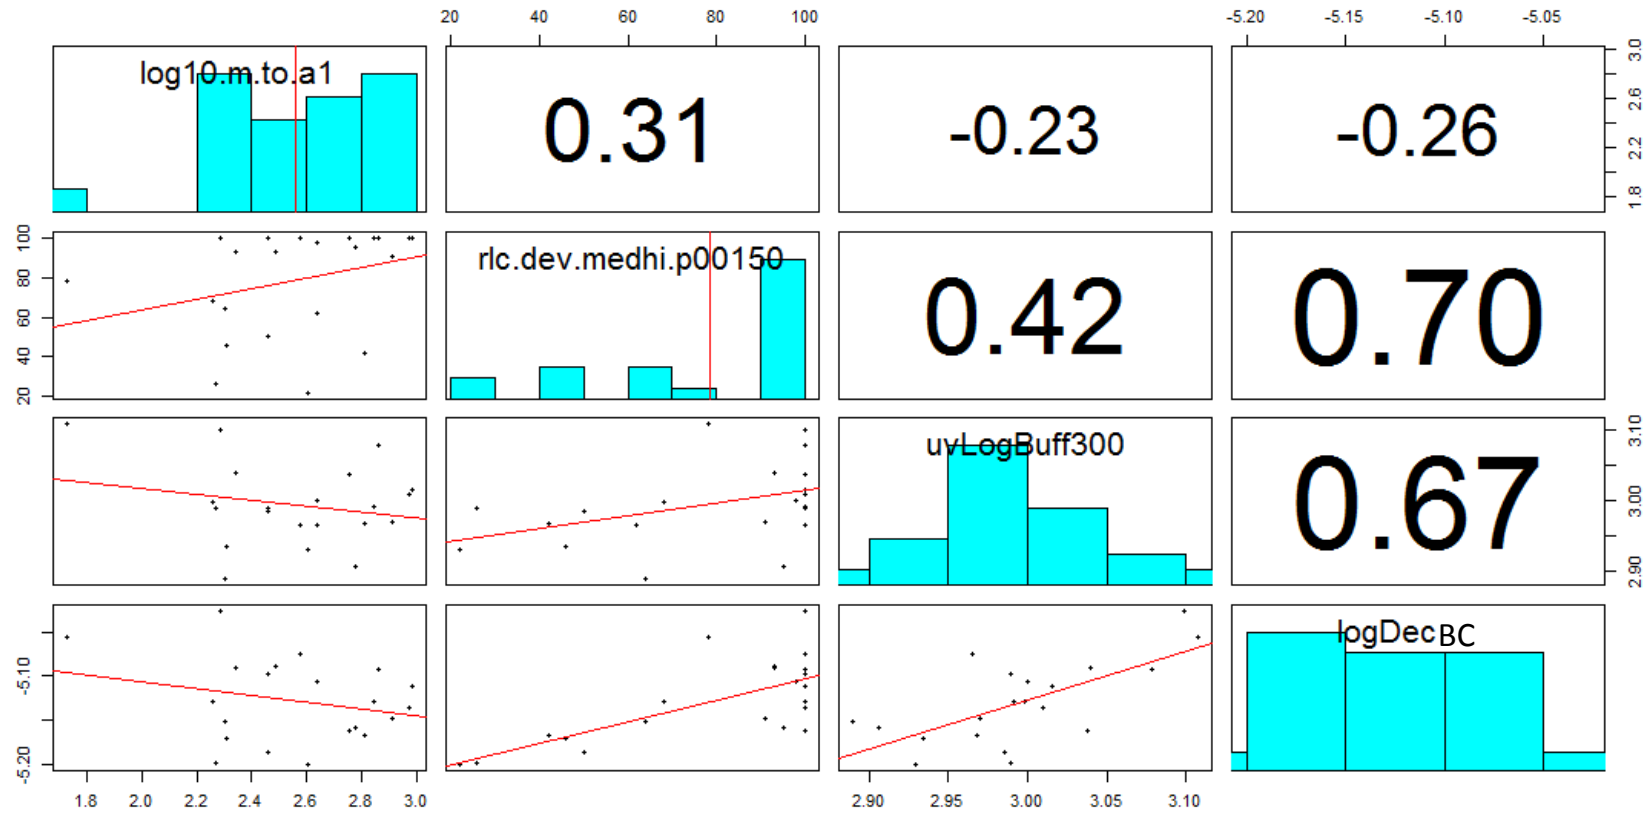 20 40 60 80 100 -5.20 -5.15 -5.10 -5.05
log10.m.to.a1 0.31 -0.23 -0.26
1.8 2.2 2.6 3.0
rlc.dev.medhi.p00150 0.42 0.70
20 40 60 80 100
uvLogBuff300 0.67
2.90 3.00 3.10
logDecBC
-5.20 -5.10
1.8 2.0 2.2 2.4 2.6 2.8 3.0 2.90 2.95 3.00 3.05 3.10